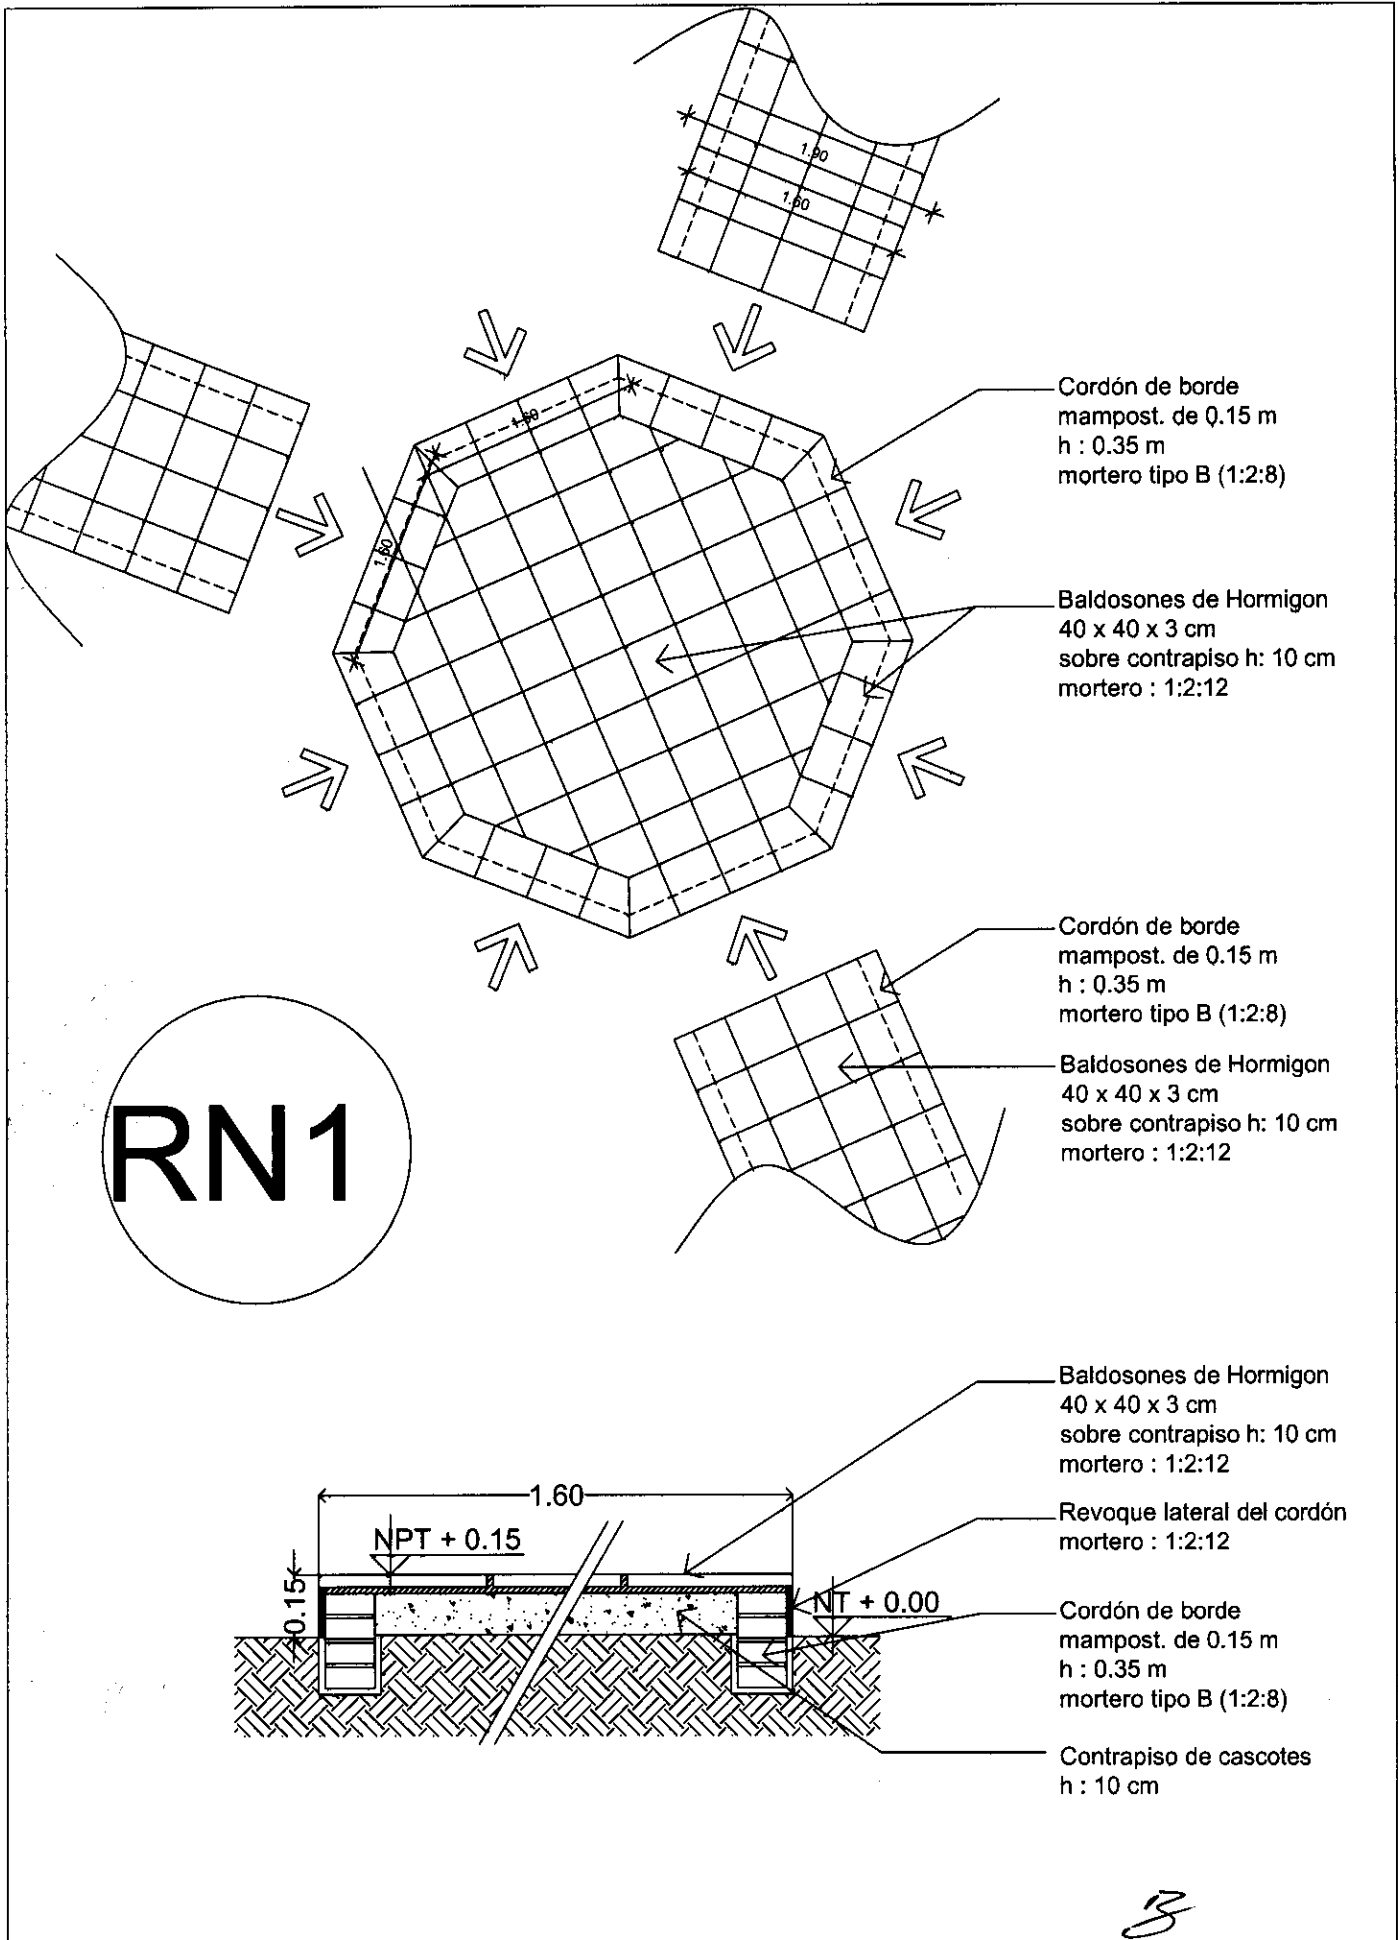 1.90
1.60
1.60
1.60
Cordón de borde
mampost. de 0.15 m
h : 0.35 m
mortero tipo B (1:2:8)
Baldosones de Hormigon
40 x 40 x 3 cm
sobre contrapiso h: 10 cm
mortero : 1:2:12
Cordón de borde
mampost. de 0.15 m
h : 0.35 m
mortero tipo B (1:2:8)
Baldosones de Hormigon
40 x 40 x 3 cm
sobre contrapiso h: 10 cm
mortero : 1:2:12
RN1
Baldosones de Hormigon
40 x 40 x 3 cm
sobre contrapiso h: 10 cm
mortero : 1:2:12
1.60
Revoque lateral del cordón
mortero : 1:2:12
NPT + 0.15
0.15
NT + 0.00
Cordón de borde
mampost. de 0.15 m
h : 0.35 m
mortero tipo B (1:2:8)
Contrapiso de cascotes
h : 10 cm